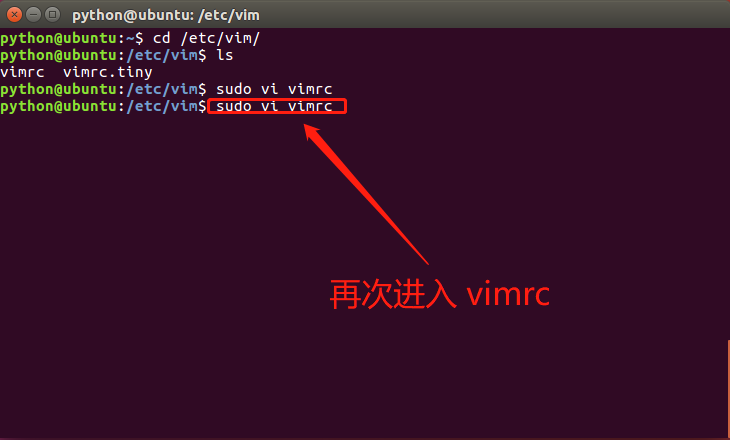 python@ubuntu: /etc/vim
python@ubuntu:~$ cd /etc/vim/
python@ubuntu:/etc/vim$ ls
vimrc  vimrc.tiny
python@ubuntu:/etc/vim$ sudo vi vimrc
python@ubuntu:/etc/vim$ sudo vi vimrc
再次进入 vimrc